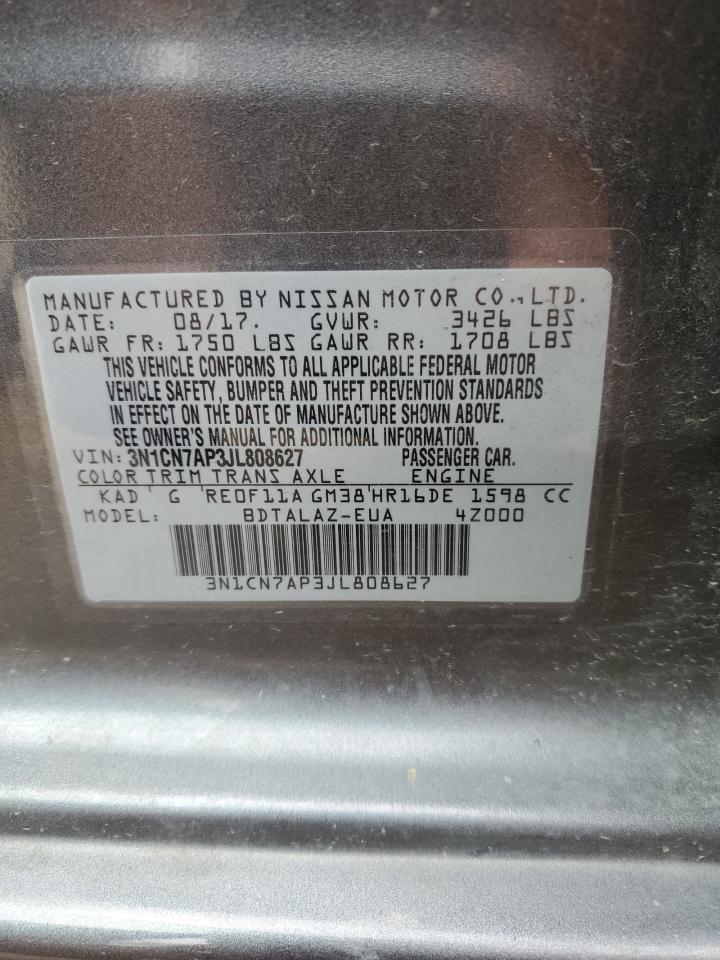 MANUFACTURED BY NISSAN MOTOR CO., LTD.
DATE: 08/17. GVWR: 3426 LBS
GAWR FR: 1750 LBS GAWR RR: 1708 LBS
THIS VEHICLE CONFORMS TO ALL APPLICABLE FEDERAL MOTOR
VEHICLE SAFETY, BUMPER AND THEFT PREVENTION STANDARDS
IN EFFECT ON THE DATE OF MANUFACTURE SHOWN ABOVE.
SEE OWNER'S MANUAL FOR ADDITIONAL INFORMATION.
VIN: 3N1CN7AP3JL808627 PASSENGER CAR.
COLOR TRIM TRANS AXLE ENGINE
KAD G RE0F11A GM38 HR16DE 1598 CC
MODEL: BDTALAZ-EUA 4Z000
3N1CN7AP3JL808627